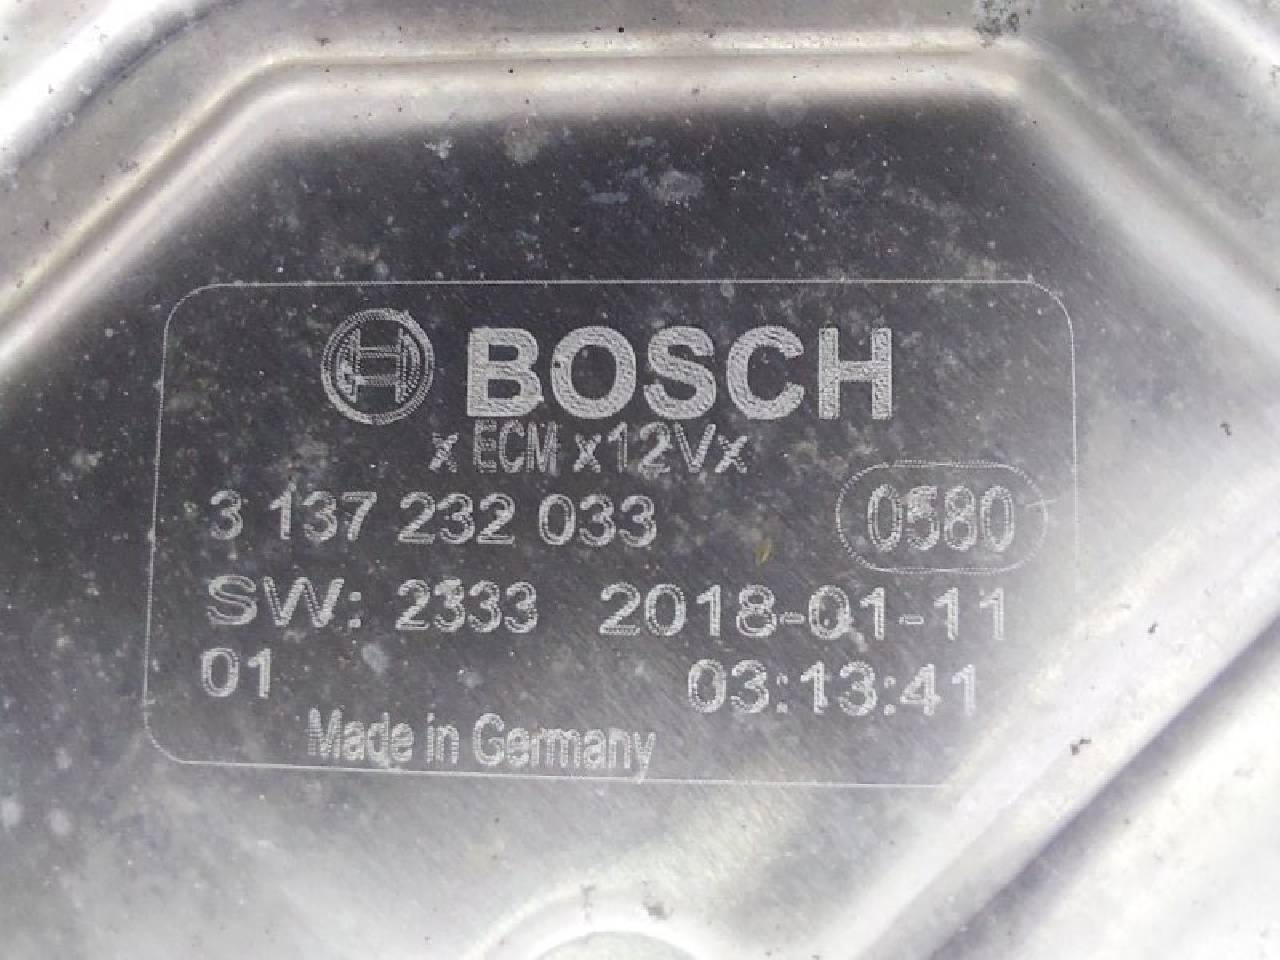 BOSCH
x ECM x12Vx
3 137 232 033 0580
SW: 2333 2018-01-11
01 03:13:41
Made in Germany